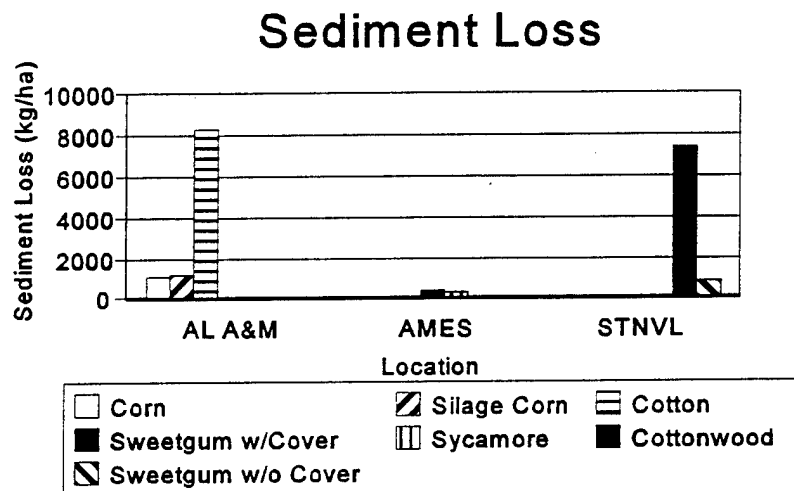 Sediment Loss
Sediment Loss (kg/ha)
10000
8000
6000
4000
2000
0
AL A&M AMES STNVL
Location
Corn Silage Corn Cotton
Sweetgum w/Cover Sycamore Cottonwood
Sweetgum w/o Cover